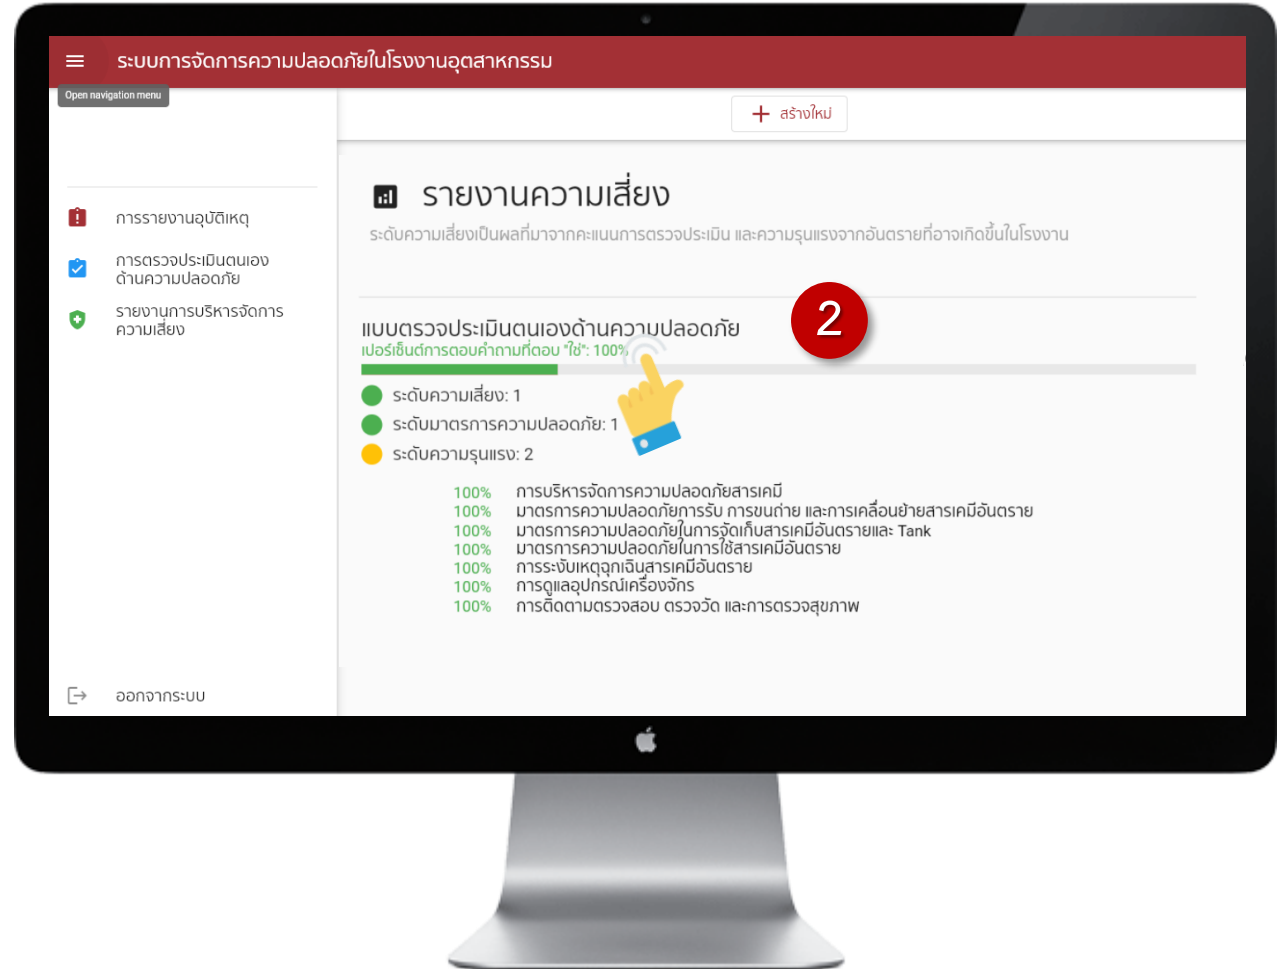 ระบบการจัดการความปลอดภัยในโรงงานอุตสาหกรรม
Open navigation menu
สร้างใหม่
รายงานความเสี่ยง
ระดับความเสี่ยงเป็นผลที่มาจากคะแนนการตรวจประเมิน และความรุนแรงจากอันตรายที่อาจเกิดขึ้นในโรงงาน
การรายงานอุบัติเหตุ
การตรวจประเมินตนเอง
ด้านความปลอดภัย
รายงานการบริหารจัดการ
ความเสี่ยง
2
แบบตรวจประเมินตนเองด้านความปลอดภัย
เปอร์เซ็นต์การตอบคำถามที่ตอบ "ใช่": 100%
ระดับความเสี่ยง: 1
ระดับมาตรการความปลอดภัย: 1
ระดับความรุนแรง: 2
100% การบริหารจัดการความปลอดภัยสารเคมี
100% มาตรการความปลอดภัยการรับ การขนถ่าย และการเคลื่อนย้ายสารเคมีอันตราย
100% มาตรการความปลอดภัยในการจัดเก็บสารเคมีอันตรายและ Tank
100% มาตรการความปลอดภัยในการใช้สารเคมีอันตราย
100% การระงับเหตุฉุกเฉินสารเคมีอันตราย
100% การดูแลอุปกรณ์เครื่องจักร
100% การติดตามตรวจสอบ ตรวจวัด และการตรวจสุขภาพ
ออกจากระบบ